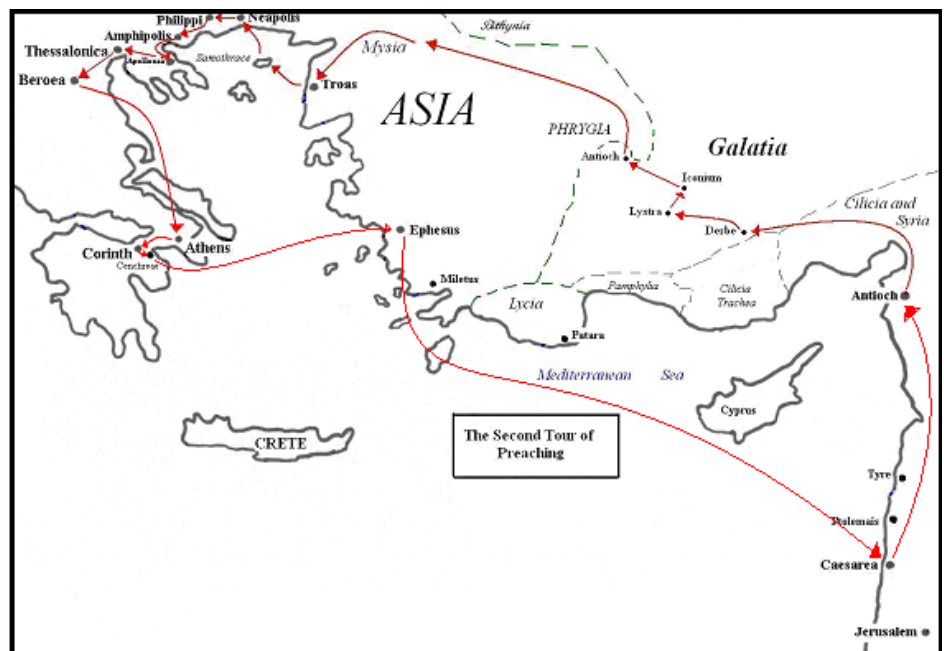 Philippi
Neapolis
Bithynia
Amphipolis
Thessalonica
Apollonia
Samothrace
Mysia
Beroea
Troas
ASIA
PHRYGIA
Galatia
Antioch
Iconium
Lystra
Cilicia and
Syria
Derbe
Ephesus
Athens
Corinth
Cenchreae
Miletus
Pamphylia
Cilicia
Trachea
Lycia
Antioch
Patara
Mediterranean Sea
Cyprus
CRETE
The Second Tour of
Preaching
Tyre
Ptolemais
Caesarea
Jerusalem